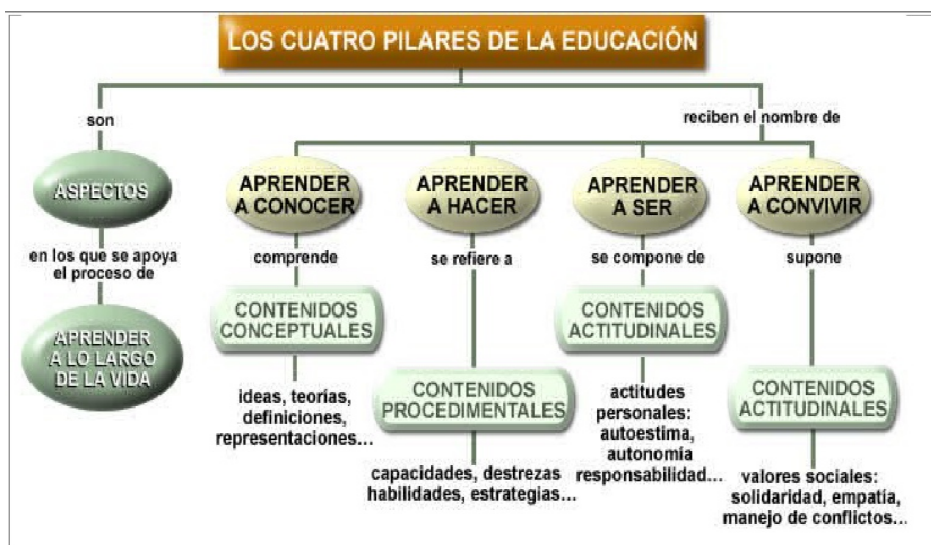 LOS CUATRO PILARES DE LA EDUCACIÓN
son
reciben el nombre de
ASPECTOS
en los que se apoya
el proceso de
APRENDER
A LO LARGO
DE LA VIDA
APRENDER
A CONOCER
comprende
CONTENIDOS
CONCEPTUALES
ideas, teorías,
definiciones,
representaciones...
APRENDER
A HACER
se refiere a
CONTENIDOS
PROCEDIMENTALES
capacidades, destrezas
habilidades, estrategias...
APRENDER
A SER
se compone de
CONTENIDOS
ACTITUDINALES
actitudes
personales:
autoestima,
autonomía
responsabilidad...
APRENDER
A CONVIVIR
supone
CONTENIDOS
ACTITUDINALES
valores sociales:
solidaridad, empatía,
manejo de conflictos...